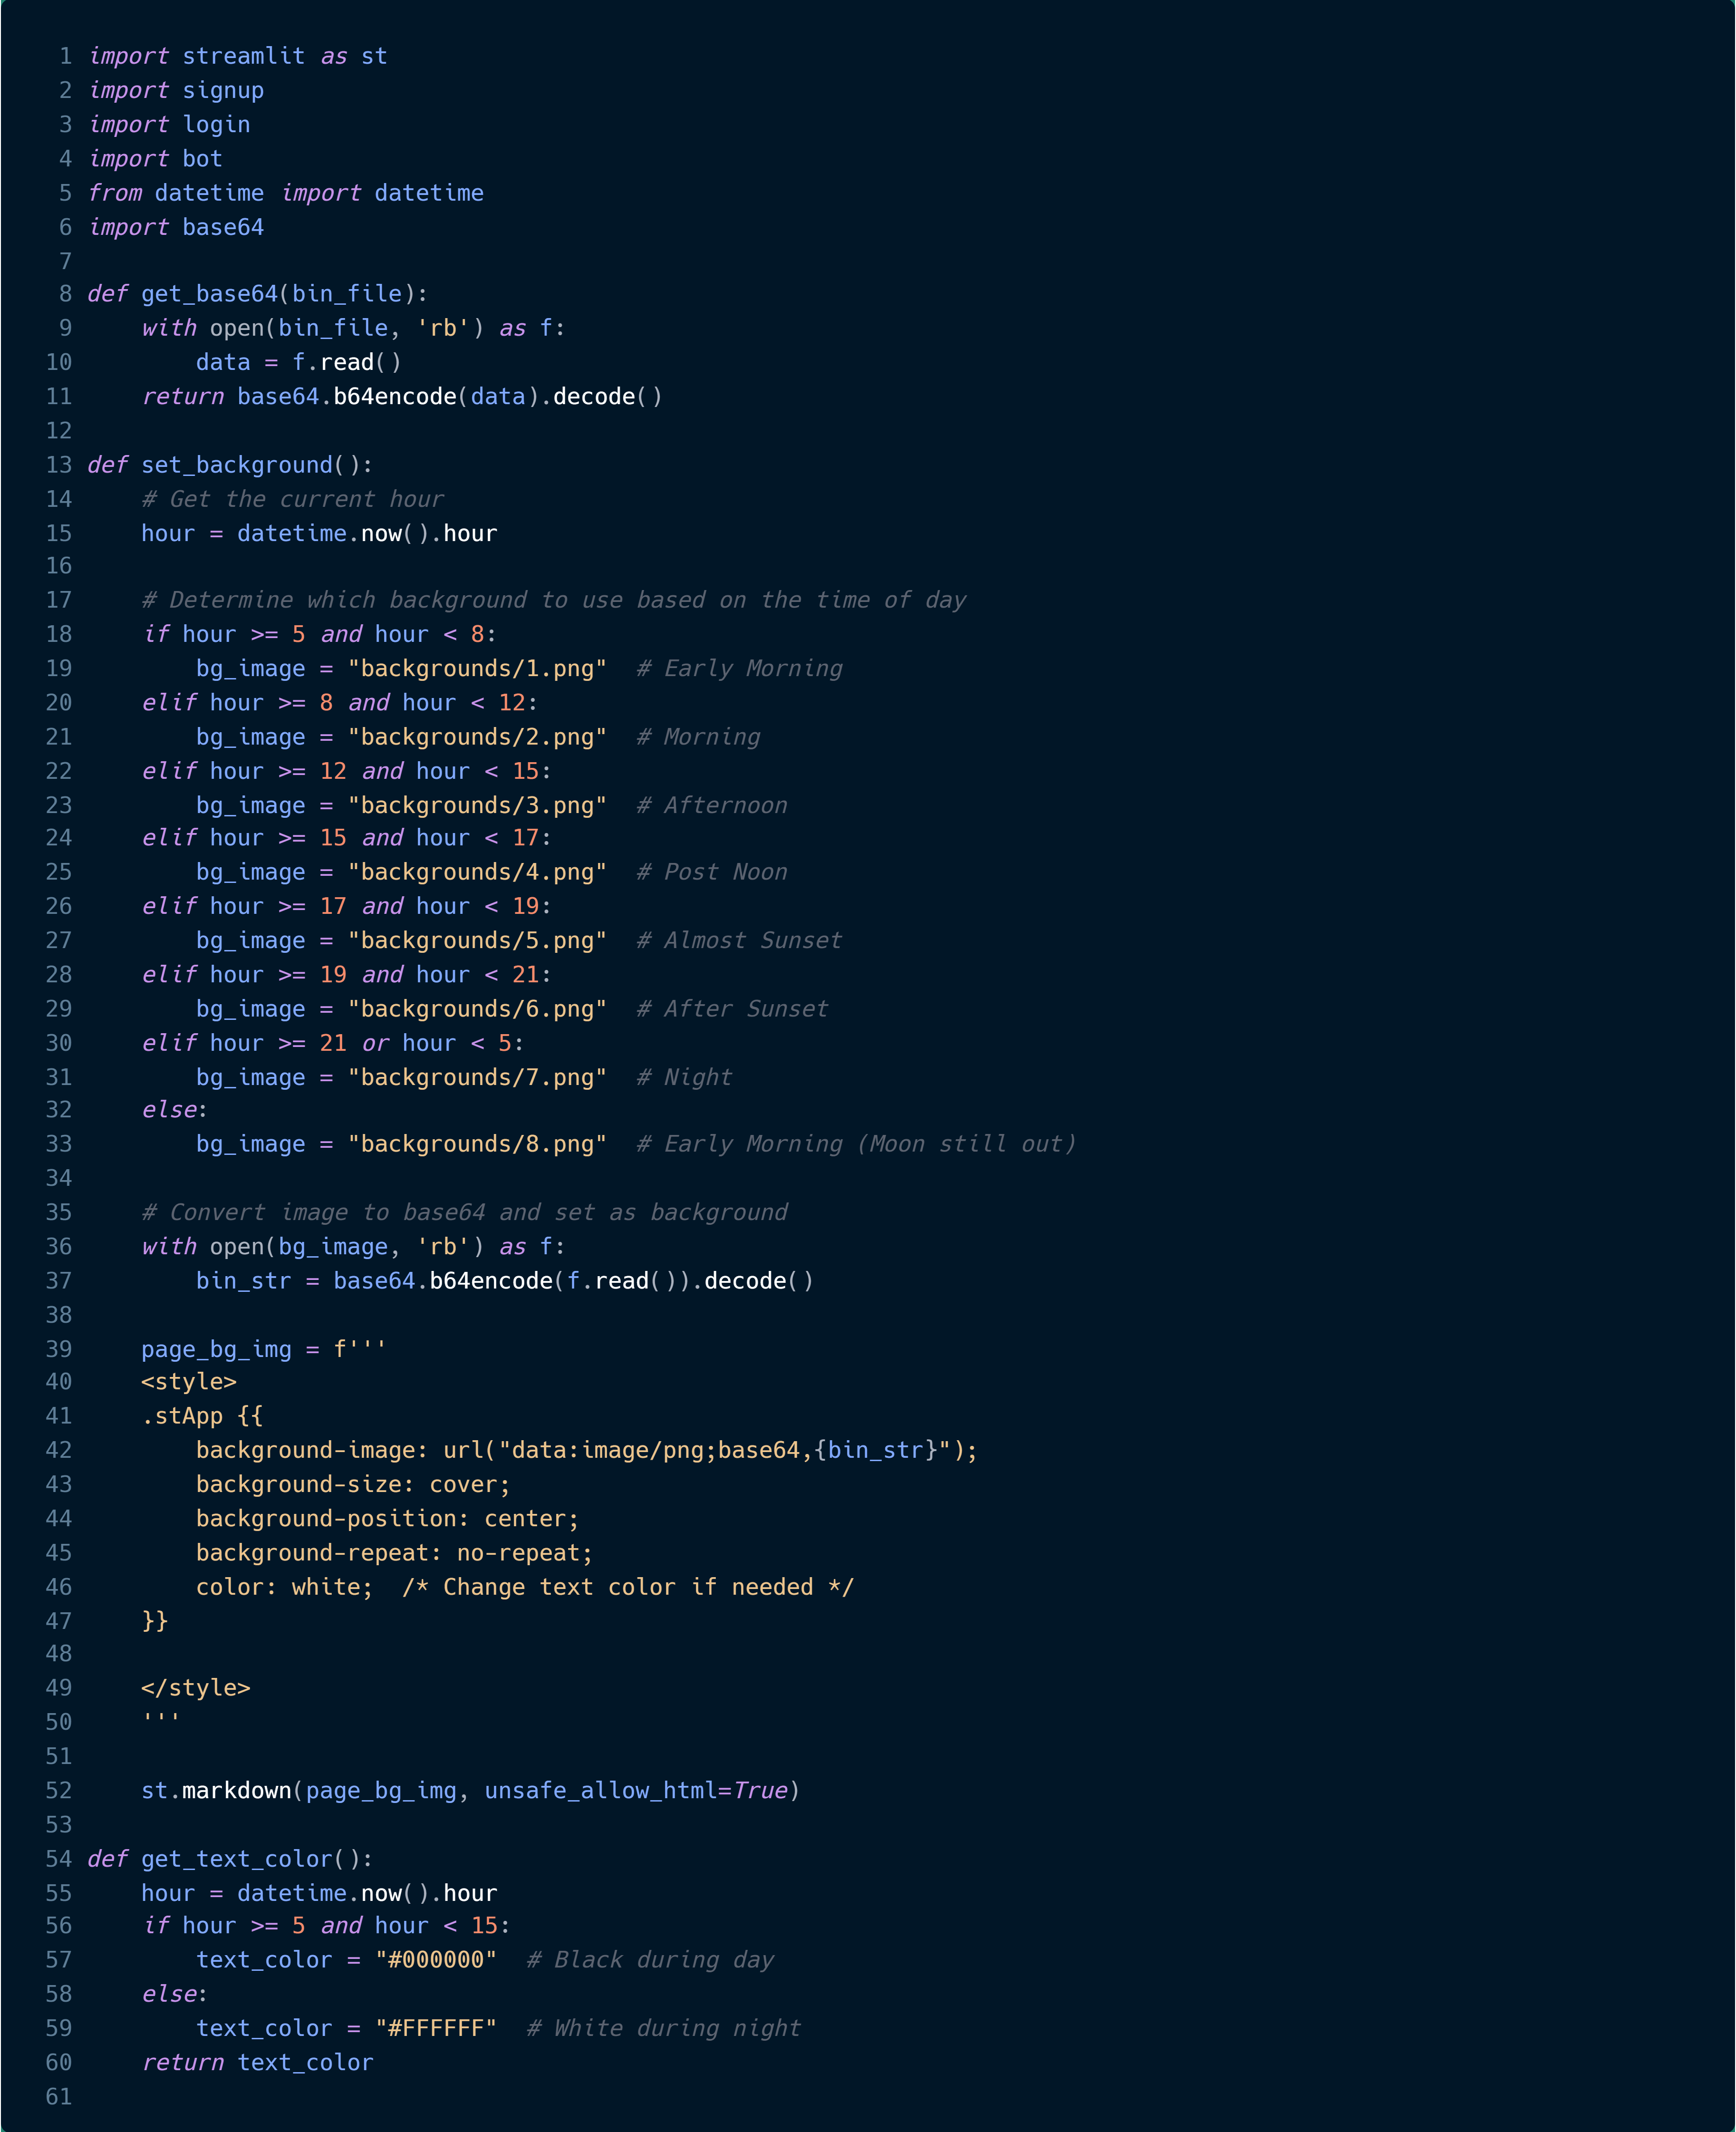 1 import streamlit as st
2 import signup
3 import login
4 import bot
5 from datetime import datetime
6 import base64
7
8 def get_base64(bin_file):
9     with open(bin_file, 'rb') as f:
10         data = f.read()
11     return base64.b64encode(data).decode()
12
13 def set_background():
14     # Get the current hour
15     hour = datetime.now().hour
16
17     # Determine which background to use based on the time of day
18     if hour >= 5 and hour < 8:
19         bg_image = "backgrounds/1.png"  # Early Morning
20     elif hour >= 8 and hour < 12:
21         bg_image = "backgrounds/2.png"  # Morning
22     elif hour >= 12 and hour < 15:
23         bg_image = "backgrounds/3.png"  # Afternoon
24     elif hour >= 15 and hour < 17:
25         bg_image = "backgrounds/4.png"  # Post Noon
26     elif hour >= 17 and hour < 19:
27         bg_image = "backgrounds/5.png"  # Almost Sunset
28     elif hour >= 19 and hour < 21:
29         bg_image = "backgrounds/6.png"  # After Sunset
30     elif hour >= 21 or hour < 5:
31         bg_image = "backgrounds/7.png"  # Night
32     else:
33         bg_image = "backgrounds/8.png"  # Early Morning (Moon still out)
34
35     # Convert image to base64 and set as background
36     with open(bg_image, 'rb') as f:
37         bin_str = base64.b64encode(f.read()).decode()
38
39     page_bg_img = f'''
40     <style>
41     .stApp {{
42         background-image: url("data:image/png;base64,{bin_str}");
43         background-size: cover;
44         background-position: center;
45         background-repeat: no-repeat;
46         color: white;  /* Change text color if needed */
47     }}
48
49     </style>
50     '''
51
52     st.markdown(page_bg_img, unsafe_allow_html=True)
53
54 def get_text_color():
55     hour = datetime.now().hour
56     if hour >= 5 and hour < 15:
57         text_color = "#000000"  # Black during day
58     else:
59         text_color = "#FFFFFF"  # White during night
60     return text_color
61